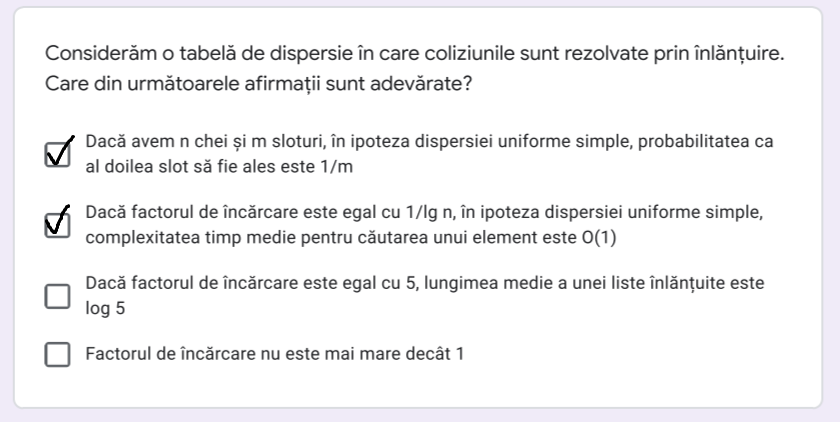 Considerăm o tabelă de dispersie în care coliziunile sunt rezolvate prin înlănțuire.
Care din următoarele afirmații sunt adevărate?
Dacă avem n chei și m sloturi, în ipoteza dispersiei uniforme simple, probabilitatea ca
al doilea slot să fie ales este 1/m
Dacă factorul de încărcare este egal cu 1/lg n, în ipoteza dispersiei uniforme simple,
complexitatea timp medie pentru căutarea unui element este O(1)
Dacă factorul de încărcare este egal cu 5, lungimea medie a unei liste înlănțuite este
log 5
Factorul de încărcare nu este mai mare decât 1